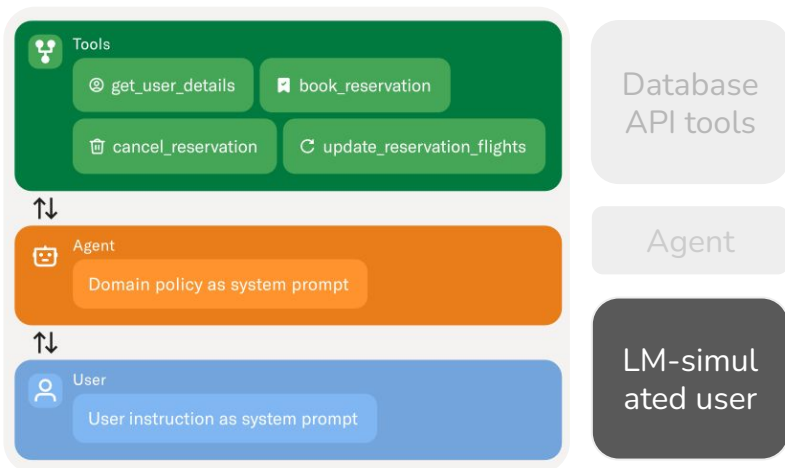 Tools
get_user_details
book_reservation
cancel_reservation
update_reservation_flights
Agent
Domain policy as system prompt
User
User instruction as system prompt
Database
API tools
Agent
LM-simul
ated user